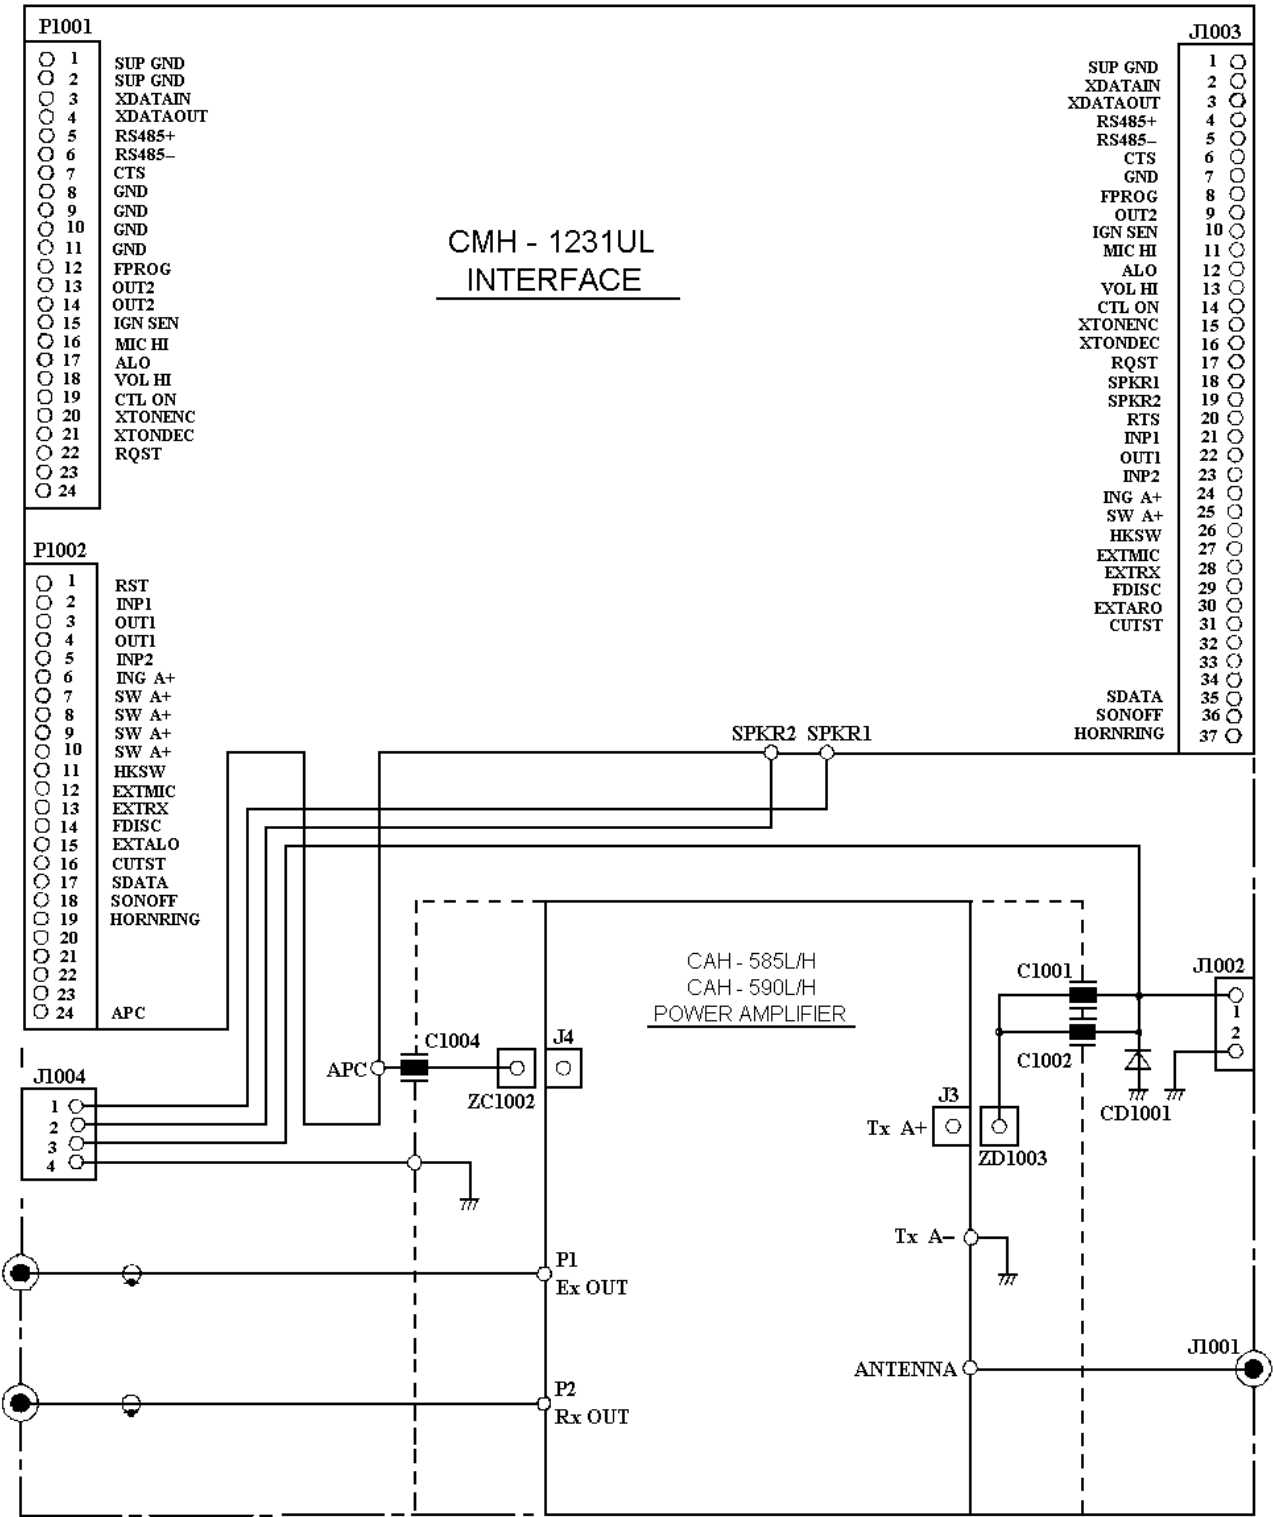 P1001
1 SUP GND
2 SUP GND
3 XDATAIN
4 XDATAOUT
5 RS485+
6 RS485–
7 CTS
8 GND
9 GND
10 GND
11 GND
12 FPROG
13 OUT2
14 OUT2
15 IGN SEN
16 MIC HI
17 ALO
18 VOL HI
19 CTL ON
20 XTONENC
21 XTONDEC
22 RQST
23
24
P1002
1 RST
2 INP1
3 OUT1
4 OUT1
5 INP2
6 ING A+
7 SW A+
8 SW A+
9 SW A+
10 SW A+
11 HKSW
12 EXTMIC
13 EXTRX
14 FDISC
15 EXTALO
16 CUTST
17 SDATA
18 SONOFF
19 HORNRING
20
21
22
23
24 APC
CMH - 1231UL
INTERFACE
J1003
SUP GND 1
XDATAIN 2
XDATAOUT 3
RS485+ 4
RS485– 5
CTS 6
GND 7
FPROG 8
OUT2 9
IGN SEN 10
MIC HI 11
ALO 12
VOL HI 13
CTL ON 14
XTONENC 15
XTONDEC 16
RQST 17
SPKR1 18
SPKR2 19
RTS 20
INP1 21
OUT1 22
INP2 23
ING A+ 24
SW A+ 25
HKSW 26
EXTMIC 27
EXTRX 28
FDISC 29
EXTARO 30
CUTST 31
32
33
34
SDATA 35
SONOFF 36
HORNRING 37
SPKR2 SPKR1
CAH - 585L/H
CAH - 590L/H
POWER AMPLIFIER
C1001
C1002
J1002
1
2
CD1001
C1004
APC
ZC1002
J4
J3
Tx A+
ZD1003
J1004
1
2
3
4
Tx A–
P1
Ex OUT
P2
Rx OUT
ANTENNA
J1001